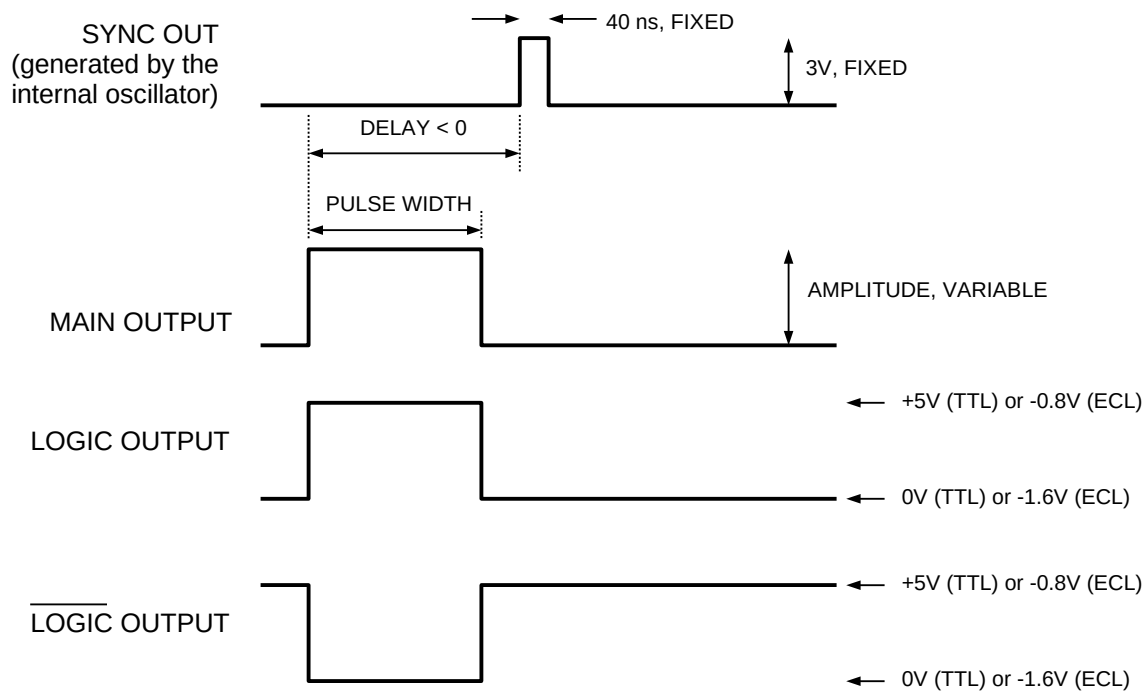 SYNC OUT
(generated by the
internal oscillator)
40 ns, FIXED
3V, FIXED
DELAY < 0
PULSE WIDTH
MAIN OUTPUT
AMPLITUDE, VARIABLE
LOGIC OUTPUT
+5V (TTL) or -0.8V (ECL)
0V (TTL) or -1.6V (ECL)
LOGIC OUTPUT
+5V (TTL) or -0.8V (ECL)
0V (TTL) or -1.6V (ECL)